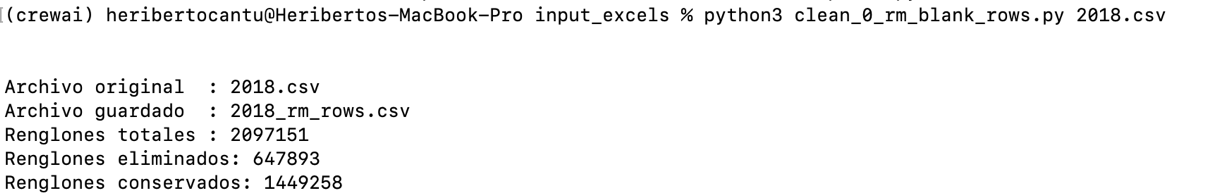 (crewai) heribertocantu@Heribertos-MacBook-Pro input_excels % python3 clean_0_rm_blank_rows.py 2018.csv
Archivo original  : 2018.csv
Archivo guardado  : 2018_rm_rows.csv
Renglones totales : 2097151
Renglones eliminados: 647893
Renglones conservados: 1449258